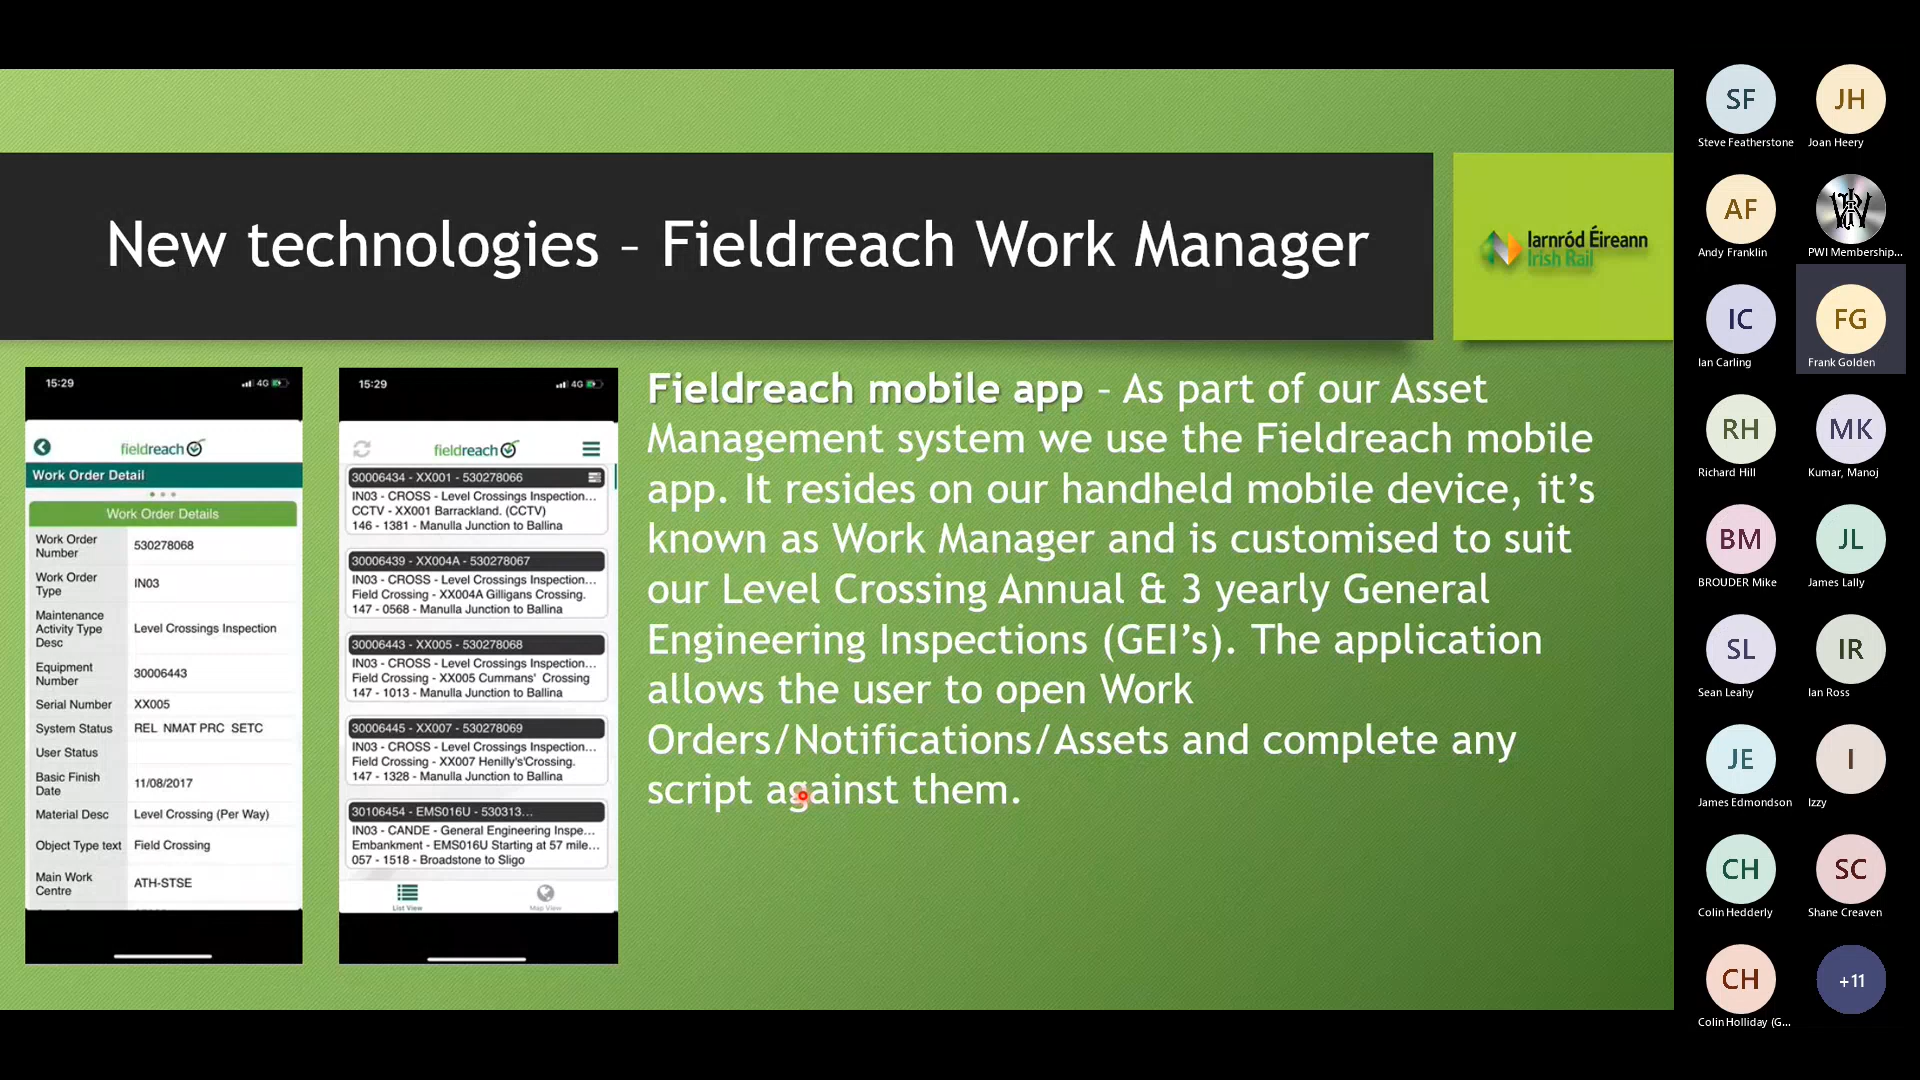 New technologies – Fieldreach Work Manager
Iarnród Éireann
Irish Rail
15:29
4G
fieldreach
Work Order Detail
Work Order Details
Work Order
Number
530278068
Work Order
Type
IN03
Maintenance
Activity Type
Desc
Level Crossings Inspection
Equipment
Number
30006443
Serial Number
XX005
System Status
REL NMAT PRC SETC
User Status
Basic Finish
Date
11/08/2017
Material Desc
Level Crossing (Per Way)
Object Type text
Field Crossing
Main Work
Centre
ATH-STSE
15:29
4G
fieldreach
30006434 - XX001 - 530278066
IN03 - CROSS - Level Crossings Inspection...
CCTV - XX001 Barrackland. (CCTV)
146 - 1381 - Manulla Junction to Ballina
30006439 - XX004A - 530278067
IN03 - CROSS - Level Crossings Inspection...
Field Crossing - XX004A Gilligans Crossing.
147 - 0568 - Manulla Junction to Ballina
30006443 - XX005 - 530278068
IN03 - CROSS - Level Crossings Inspection...
Field Crossing - XX005 Cummans' Crossing
147 - 1013 - Manulla Junction to Ballina
30006445 - XX007 - 530278069
IN03 - CROSS - Level Crossings Inspection...
Field Crossing - XX007 Henilly's'Crossing.
147 - 1328 - Manulla Junction to Ballina
30106454 - EMS016U - 530313...
IN03 - CANDE - General Engineering Inspe...
Embankment - EMS016U Starting at 57 mile...
057 - 1518 - Broadstone to Sligo
List View
Map View
Fieldreach mobile app – As part of our Asset
Management system we use the Fieldreach mobile
app. It resides on our handheld mobile device, it's
known as Work Manager and is customised to suit
our Level Crossing Annual & 3 yearly General
Engineering Inspections (GEI's). The application
allows the user to open Work
Orders/Notifications/Assets and complete any
script against them.
SF
Steve Featherstone
JH
Joan Heery
AF
Andy Franklin
PWI Membership...
IC
Ian Carling
FG
Frank Golden
RH
Richard Hill
MK
Kumar, Manoj
BM
BROUDER Mike
JL
James Lally
SL
Sean Leahy
IR
Ian Ross
JE
James Edmondson
I
Izzy
CH
Colin Hedderly
SC
Shane Creaven
CH
Colin Holliday (G...
+11